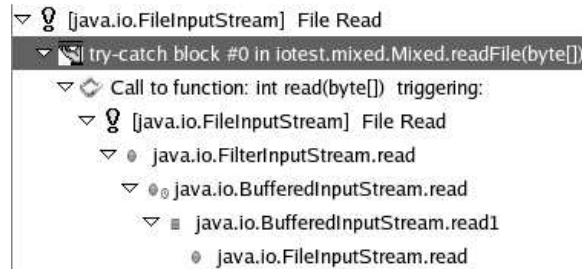 [java.io.FileInputStream] File Read
try-catch block #0 in iotest.mixed.Mixed.readFile(byte[])
Call to function: int read(byte[]) triggering:
[java.io.FileInputStream] File Read
java.io.FilterInputStream.read
java.io.BufferedInputStream.read
java.io.BufferedInputStream.read1
java.io.FileInputStream.read